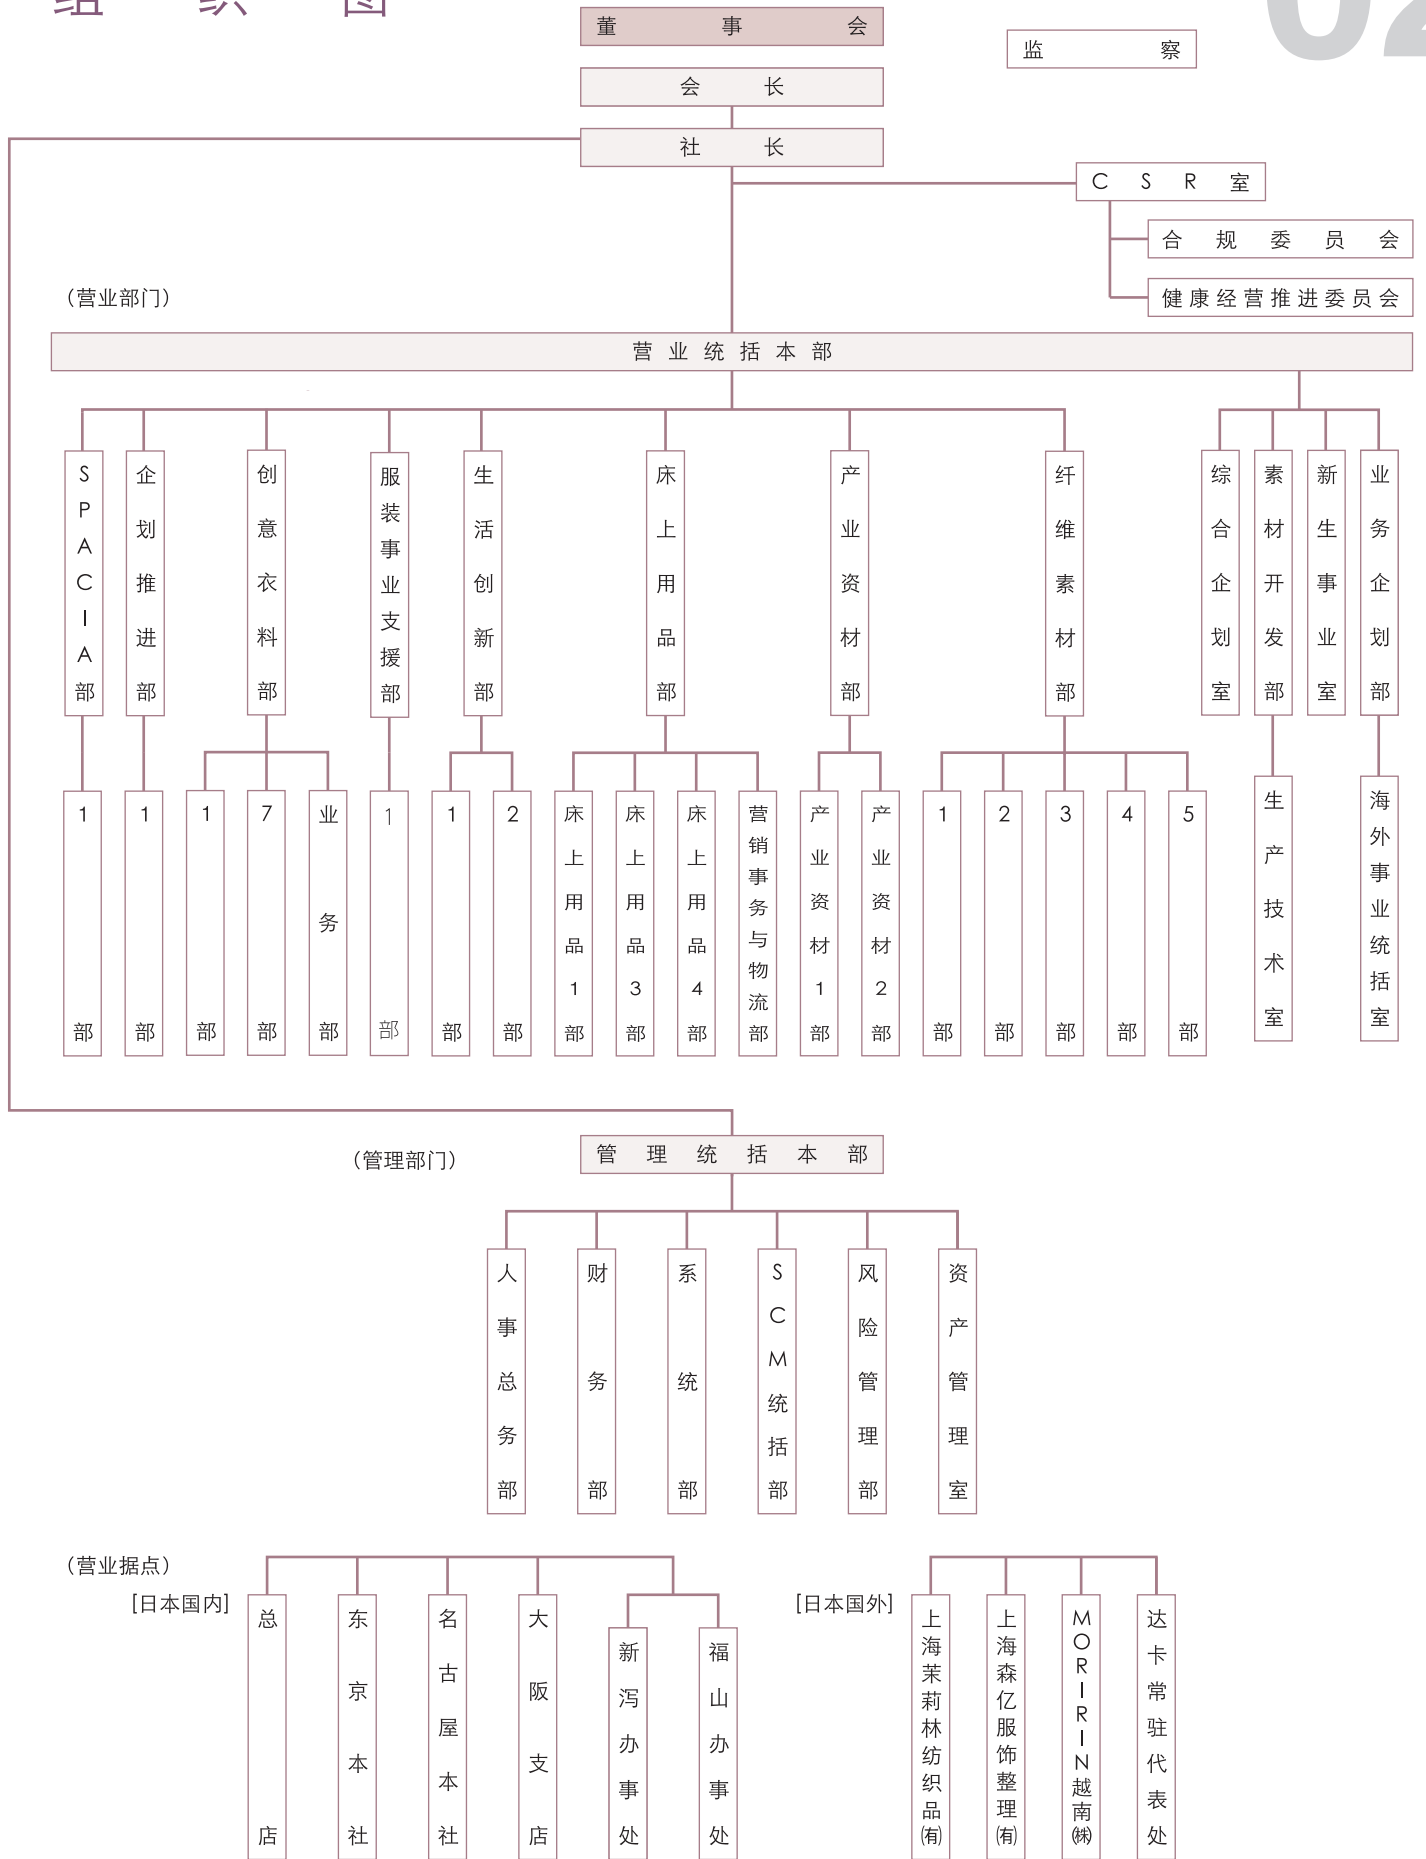 组织图
02
董事会
监察
会长
社长
CSR室
合规委员会
健康经营推进委员会
（营业部门）
营业统括本部
SPACIA部
企划推进部
创意衣料部
服装事业支援部
生活创新部
床上用品部
产业资材部
纤维素材部
综合企划室
素材开发部
新生事业室
业务企划部
1部
1部
1部
7部
业务部
1部
1部
2部
床上用品1部
床上用品3部
床上用品4部
营销事务与物流部
产业资材1部
产业资材2部
1部
2部
3部
4部
5部
生产技术室
海外事业统括室
（管理部门）
管理统括本部
人事总务部
财务部
系统部
SCM统括部
风险管理部
资产管理室
（营业据点）
[日本国内]
总店
东京本社
名古屋本社
大阪支店
新泻办事处
福山办事处
[日本国外]
上海茉莉林纺织品㈲
上海森亿服饰整理㈲
MORIRIN越南㈱
达卡常驻代表处